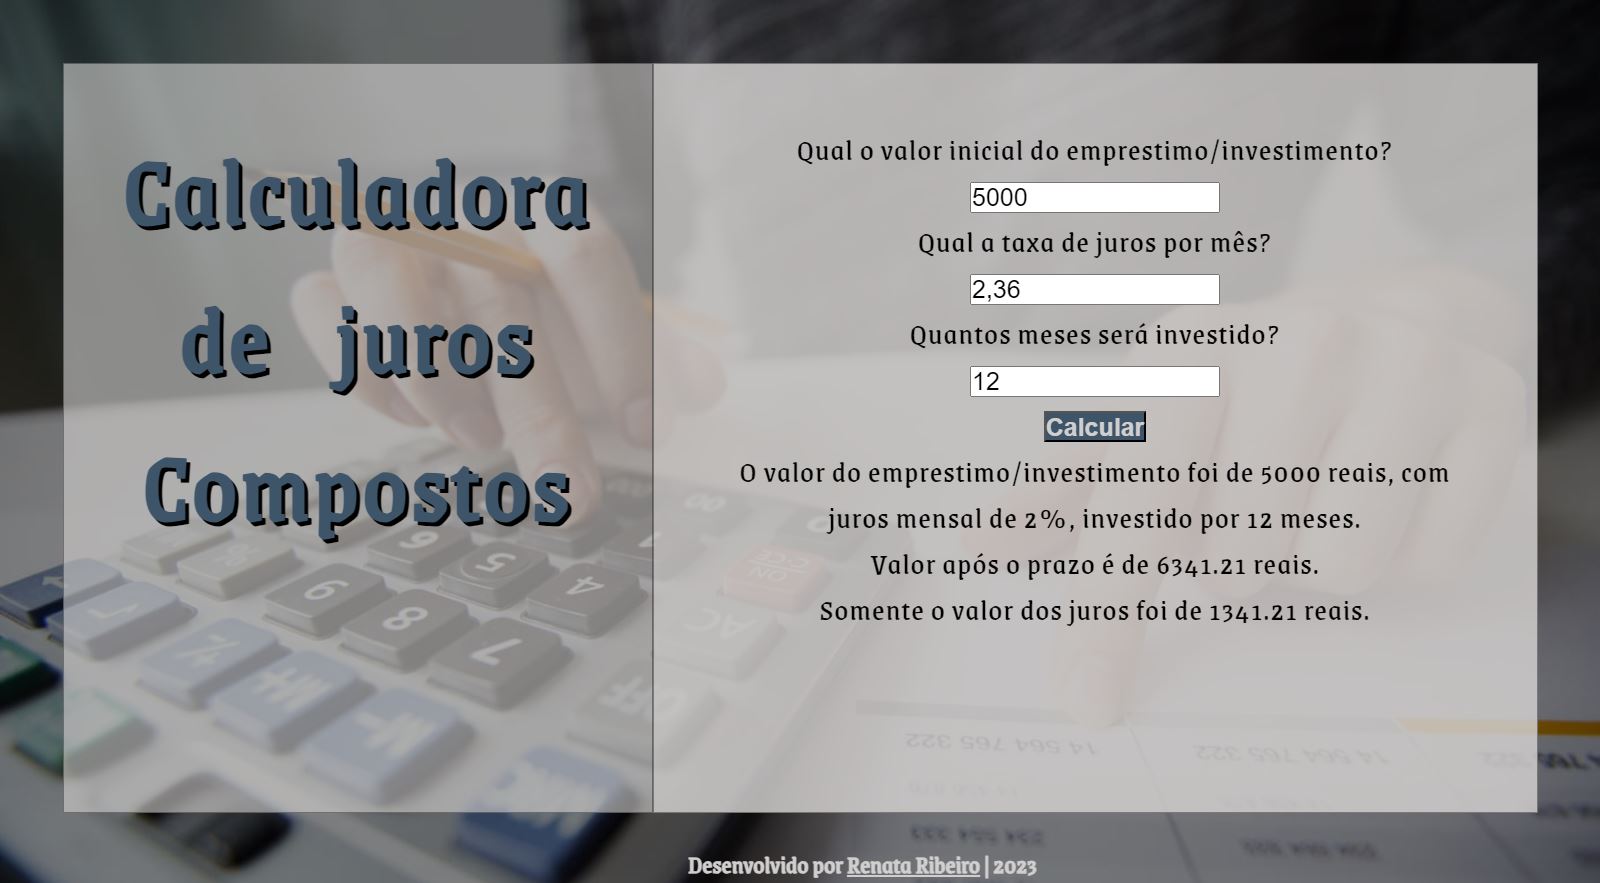 Calculadora
de juros
Compostos
Qual o valor inicial do emprestimo/investimento?
5000
Qual a taxa de juros por mês?
2,36
Quantos meses será investido?
12
Calcular
O valor do emprestimo/investimento foi de 5000 reais, com
juros mensal de 2%, investido por 12 meses.
Valor após o prazo é de 6341.21 reais.
Somente o valor dos juros foi de 1341.21 reais.
Desenvolvido por Renata Ribeiro | 2023